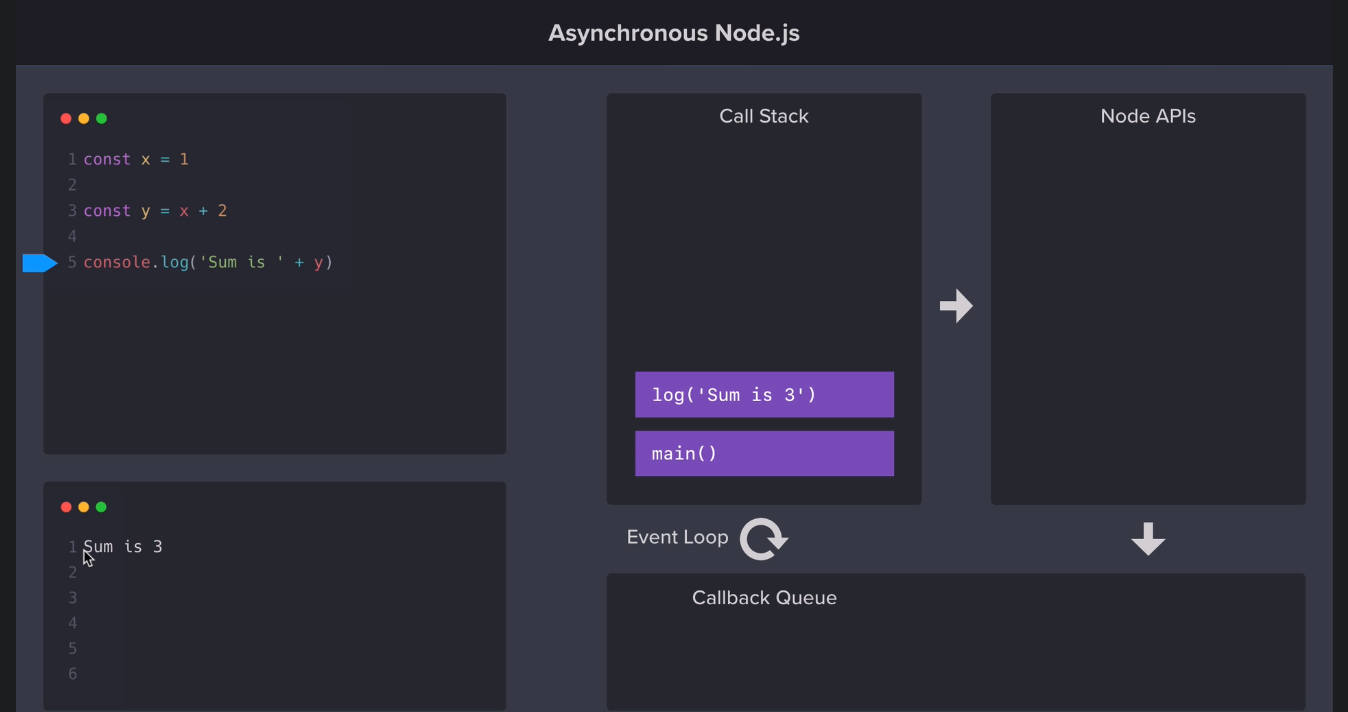 Asynchronous Node.js
1 const x = 1
2
3 const y = x + 2
4
5 console.log('Sum is ' + y)
1 Sum is 3
2
3
4
5
6
Call Stack
log('Sum is 3')
main()
Node APIs
Event Loop
Callback Queue